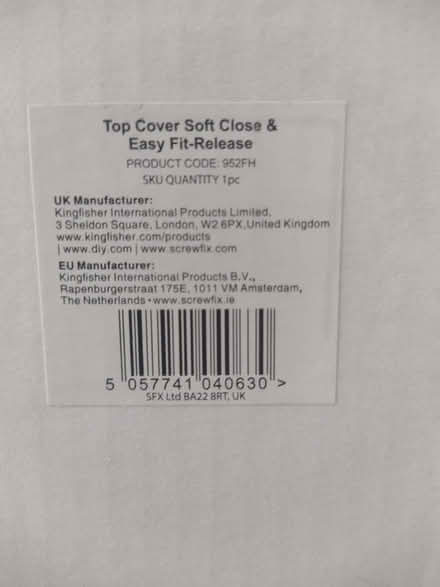 Top Cover Soft Close &
Easy Fit-Release
PRODUCT CODE: 952FH
SKU QUANTITY 1pc
UK Manufacturer:
Kingfisher International Products Limited,
3 Sheldon Square, London, W2 6PX,United Kingdom
www.kingfisher.com/products
| www.diy.com | www.screwfix.com
EU Manufacturer:
Kingfisher International Products B.V.,
Rapenburgerstraat 175E, 1011 VM Amsterdam,
The Netherlands • www.screwfix.ie
5 057741 040630 >
SFX Ltd BA22 8RT, UK